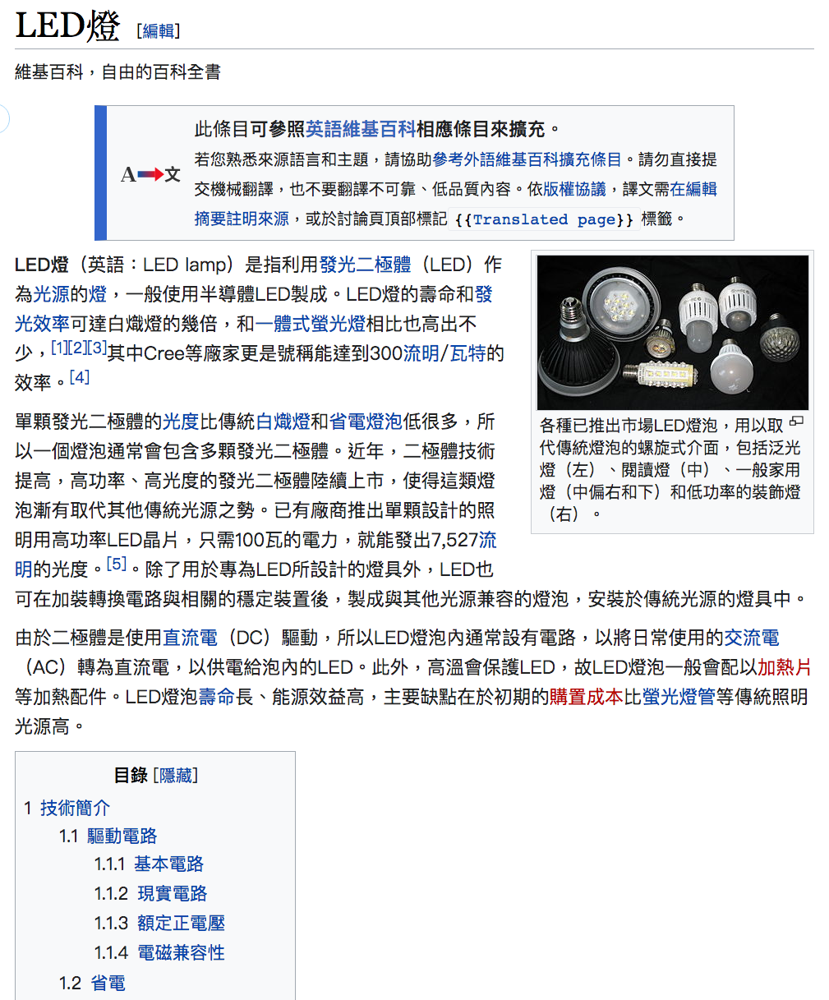 LED燈 [編輯]
維基百科，自由的百科全書
此條目可參照英語維基百科相應條目來擴充。
若您熟悉來源語言和主題，請協助參考外語維基百科擴充條目。請勿直接提
交機械翻譯，也不要翻譯不可靠、低品質內容。依版權協議，譯文需在編輯
摘要註明來源，或於討論頁頂部標記 {{Translated page}} 標籤。
A 文
LED燈（英語：LED lamp）是指利用發光二極體（LED）作
為光源的燈，一般使用半導體LED製成。LED燈的壽命和發
光效率可達白熾燈的幾倍，和一體式螢光燈相比也高出不
少，[1][2][3]其中Cree等廠家更是號稱能達到300流明/瓦特的
效率。[4]
單顆發光二極體的光度比傳統白熾燈和省電燈泡低很多，所
以一個燈泡通常會包含多顆發光二極體。近年，二極體技術
提高，高功率、高光度的發光二極體陸續上市，使得這類燈
泡漸有取代其他傳統光源之勢。已有廠商推出單顆設計的照
明用高功率LED晶片，只需100瓦的電力，就能發出7,527流
明的光度。[5]。除了用於專為LED所設計的燈具外，LED也
可在加裝轉換電路與相關的穩定裝置後，製成與其他光源兼容的燈泡，安裝於傳統光源的燈具中。
由於二極體是使用直流電（DC）驅動，所以LED燈泡內通常設有電路，以將日常使用的交流電
（AC）轉為直流電，以供電給泡內的LED。此外，高溫會保護LED，故LED燈泡一般會配以加熱片
等加熱配件。LED燈泡壽命長、能源效益高，主要缺點在於初期的購置成本比螢光燈管等傳統照明
光源高。
各種已推出市場LED燈泡，用以取
代傳統燈泡的螺旋式介面，包括泛光
燈（左）、閱讀燈（中）、一般家用
燈（中偏右和下）和低功率的裝飾燈
（右）。
目錄 [隱藏]
1 技術簡介
1.1 驅動電路
1.1.1 基本電路
1.1.2 現實電路
1.1.3 額定正電壓
1.1.4 電磁兼容性
1.2 省電